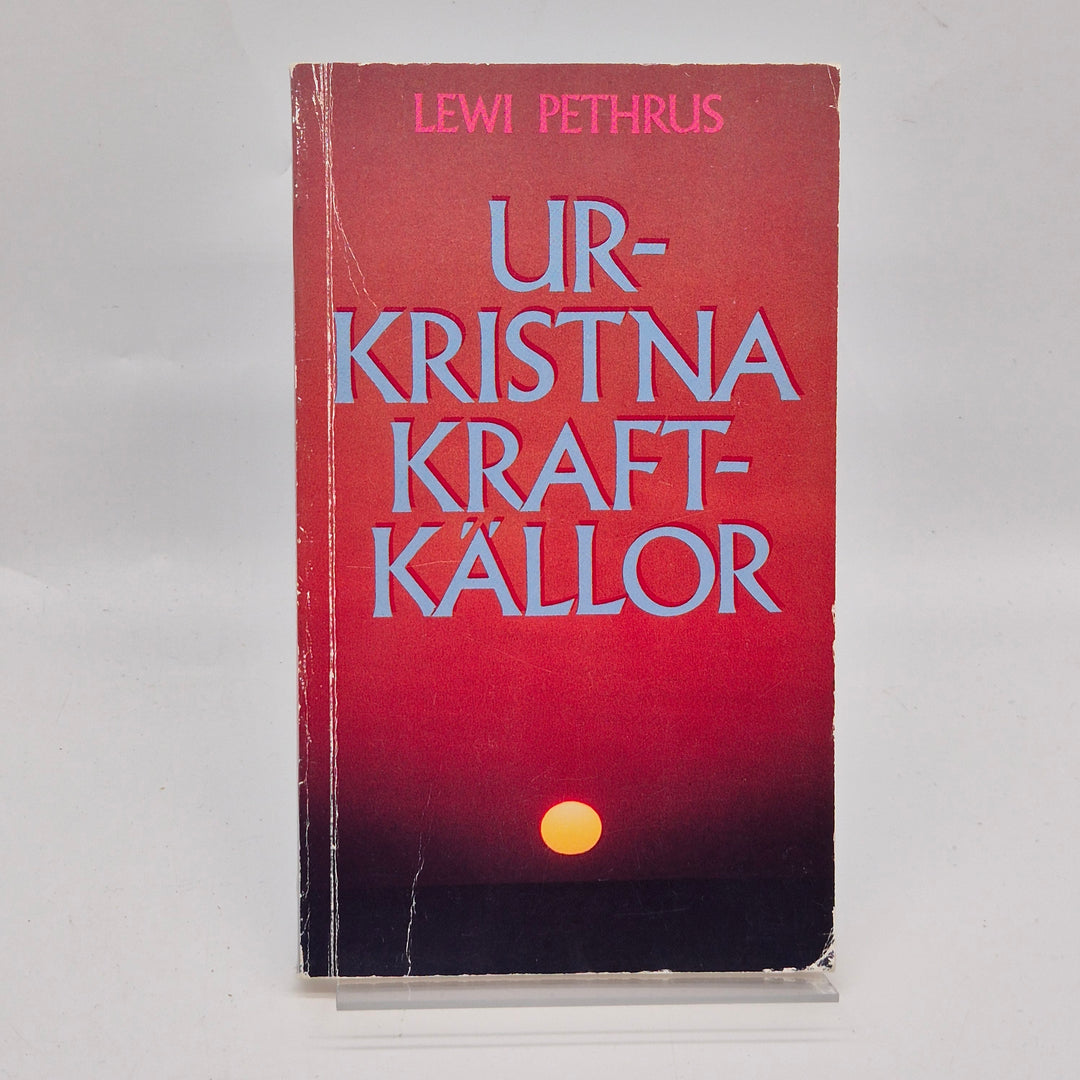 LEWI PETHRUS
UR-
KRISTNA
KRAFT-
KÄLLOR